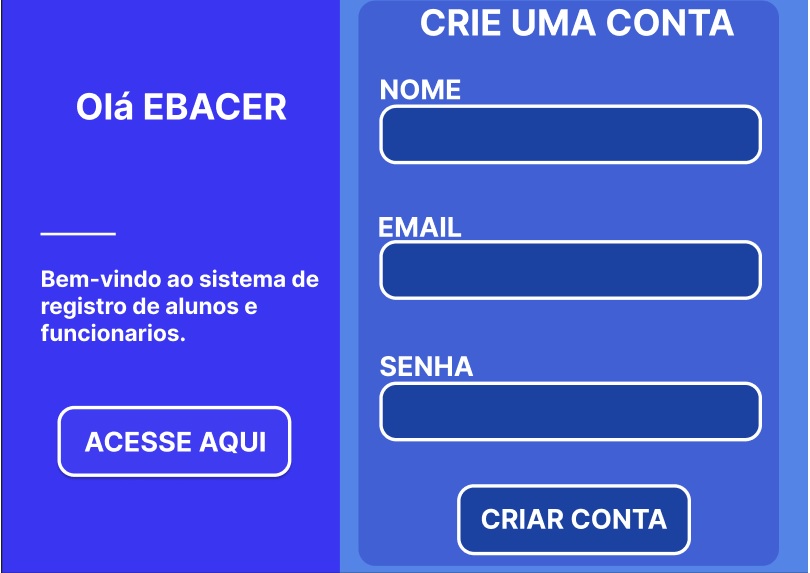 Olá EBACER
Bem-vindo ao sistema de
registro de alunos e
funcionarios.
ACESSE AQUI
CRIE UMA CONTA
NOME
EMAIL
SENHA
CRIAR CONTA